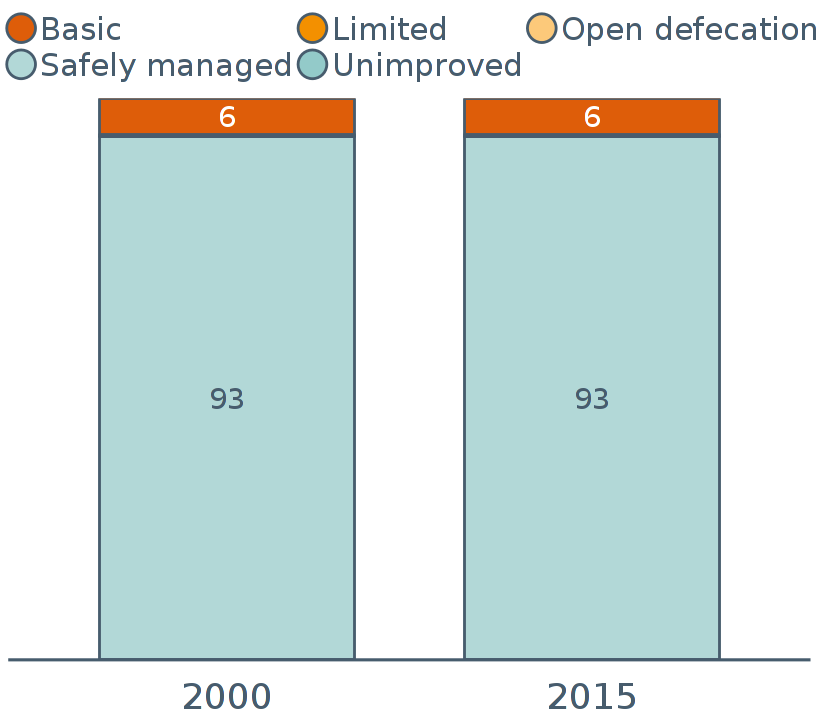 Basic Limited Open defecation
Safely managed Unimproved
6 6
93 93
2000 2015